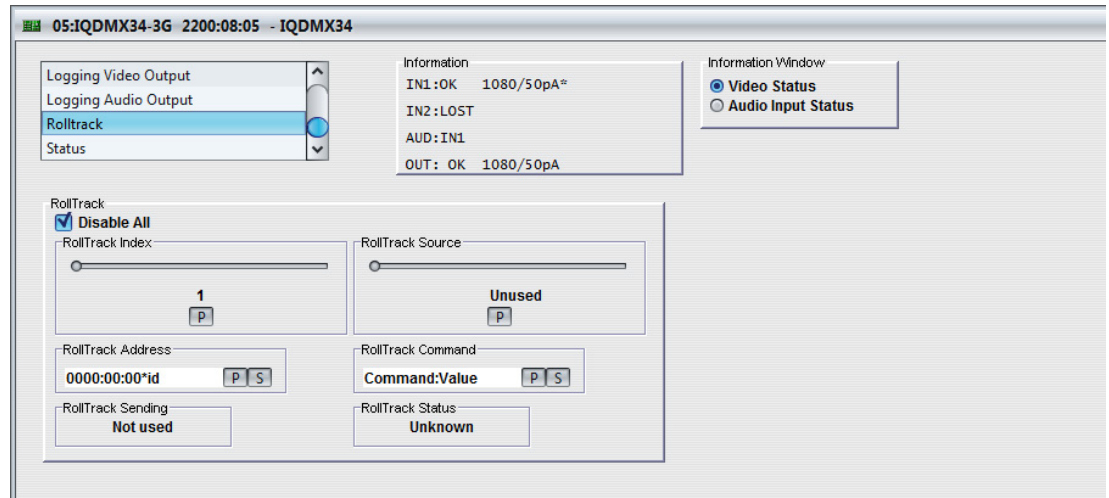 05:IQDMX34-3G 2200:08:05 - IQDMX34
Logging Video Output
Logging Audio Output
Rolltrack
Status
Information
IN1:OK 1080/50pA*
IN2:LOST
AUD:IN1
OUT: OK 1080/50pA
Information Window
Video Status
Audio Input Status
RollTrack
Disable All
RollTrack Index
1
P
RollTrack Source
Unused
P
RollTrack Address
0000:00:00*id P S
RollTrack Command
Command:Value P S
RollTrack Sending
Not used
RollTrack Status
Unknown